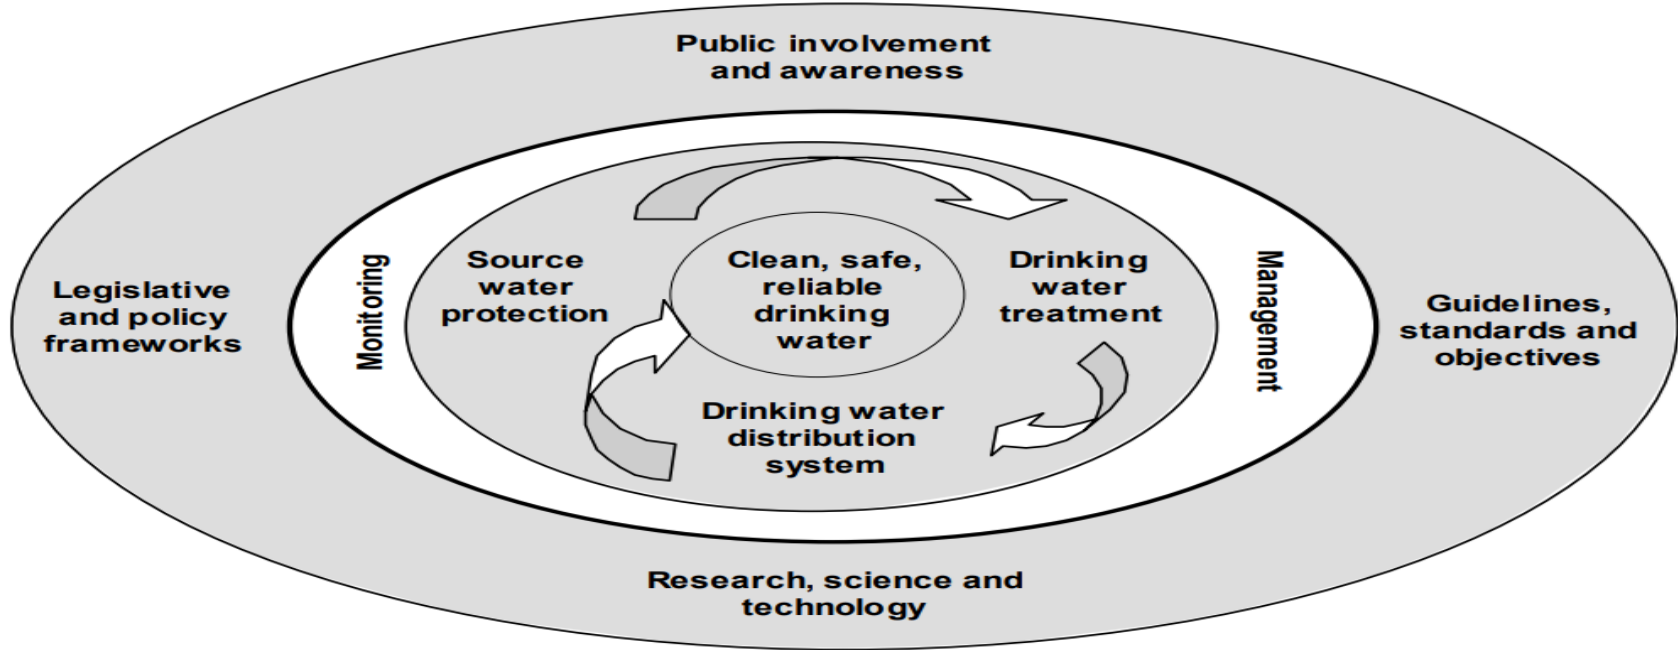 Public involvement
and awareness
Legislative
and policy
frameworks
Monitoring
Source
water
protection
Clean, safe,
reliable
drinking
water
Drinking
water
treatment
Management
Guidelines,
standards and
objectives
Drinking water
distribution
system
Research, science and
technology